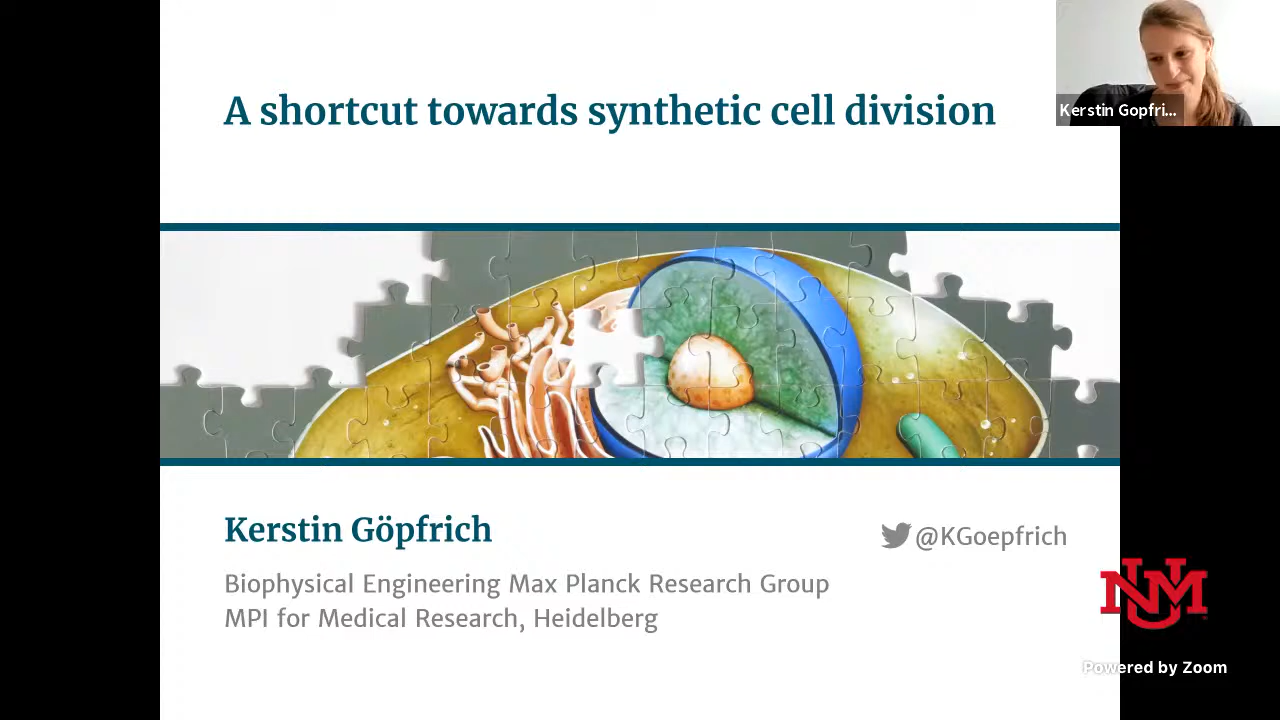 A shortcut towards synthetic cell division
Kerstin Gopfri...
Kerstin Göpfrich
@KGoepfrich
Biophysical Engineering Max Planck Research Group
MPI for Medical Research, Heidelberg
UNM
Powered by Zoom